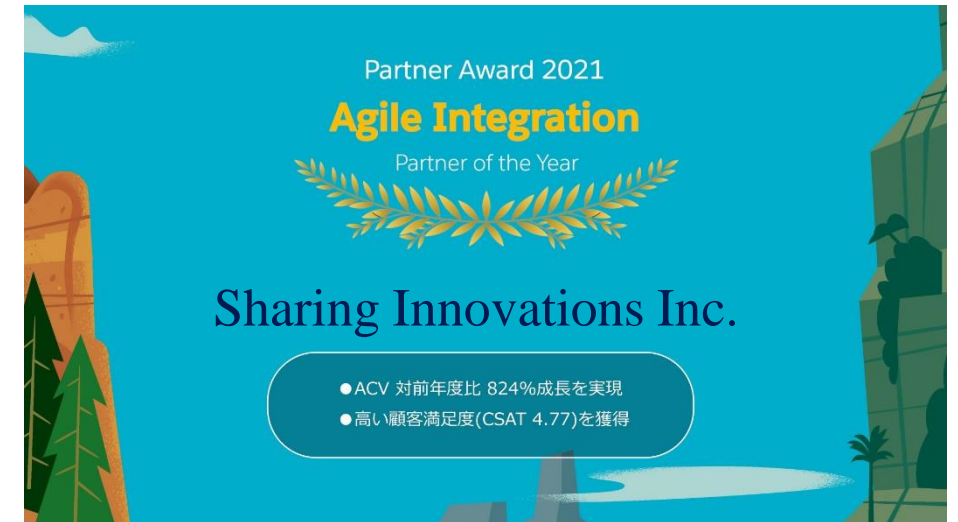 Partner Award 2021
Agile Integration
Partner of the Year
Sharing Innovations Inc.
●ACV 対前年度比 824%成長を実現
●高い顧客満足度(CSAT 4.77)を獲得